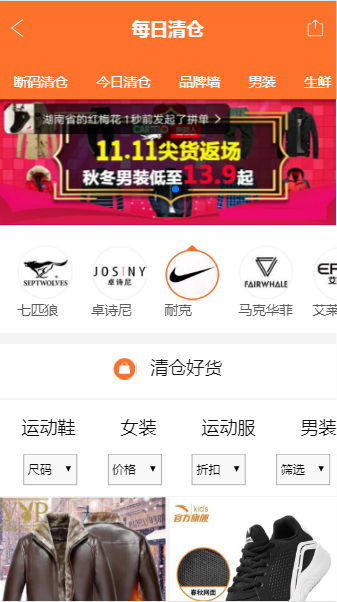 每日清仓
断码清仓 今日清仓 品牌墙 男装 生鲜
湖南省的红梅花 1秒前发起了拼单 >
11.11尖货返场
秋冬男装低至13.9起
SEPTWOLVES JOSINY FAIRWHALE
卓诗尼
七匹狼 卓诗尼 耐克 马克华菲 艾莱
清仓好货
运动鞋 女装 运动服 男装
尺码 价格 折扣 筛选
VYP kids
官方旗舰
春秋网面